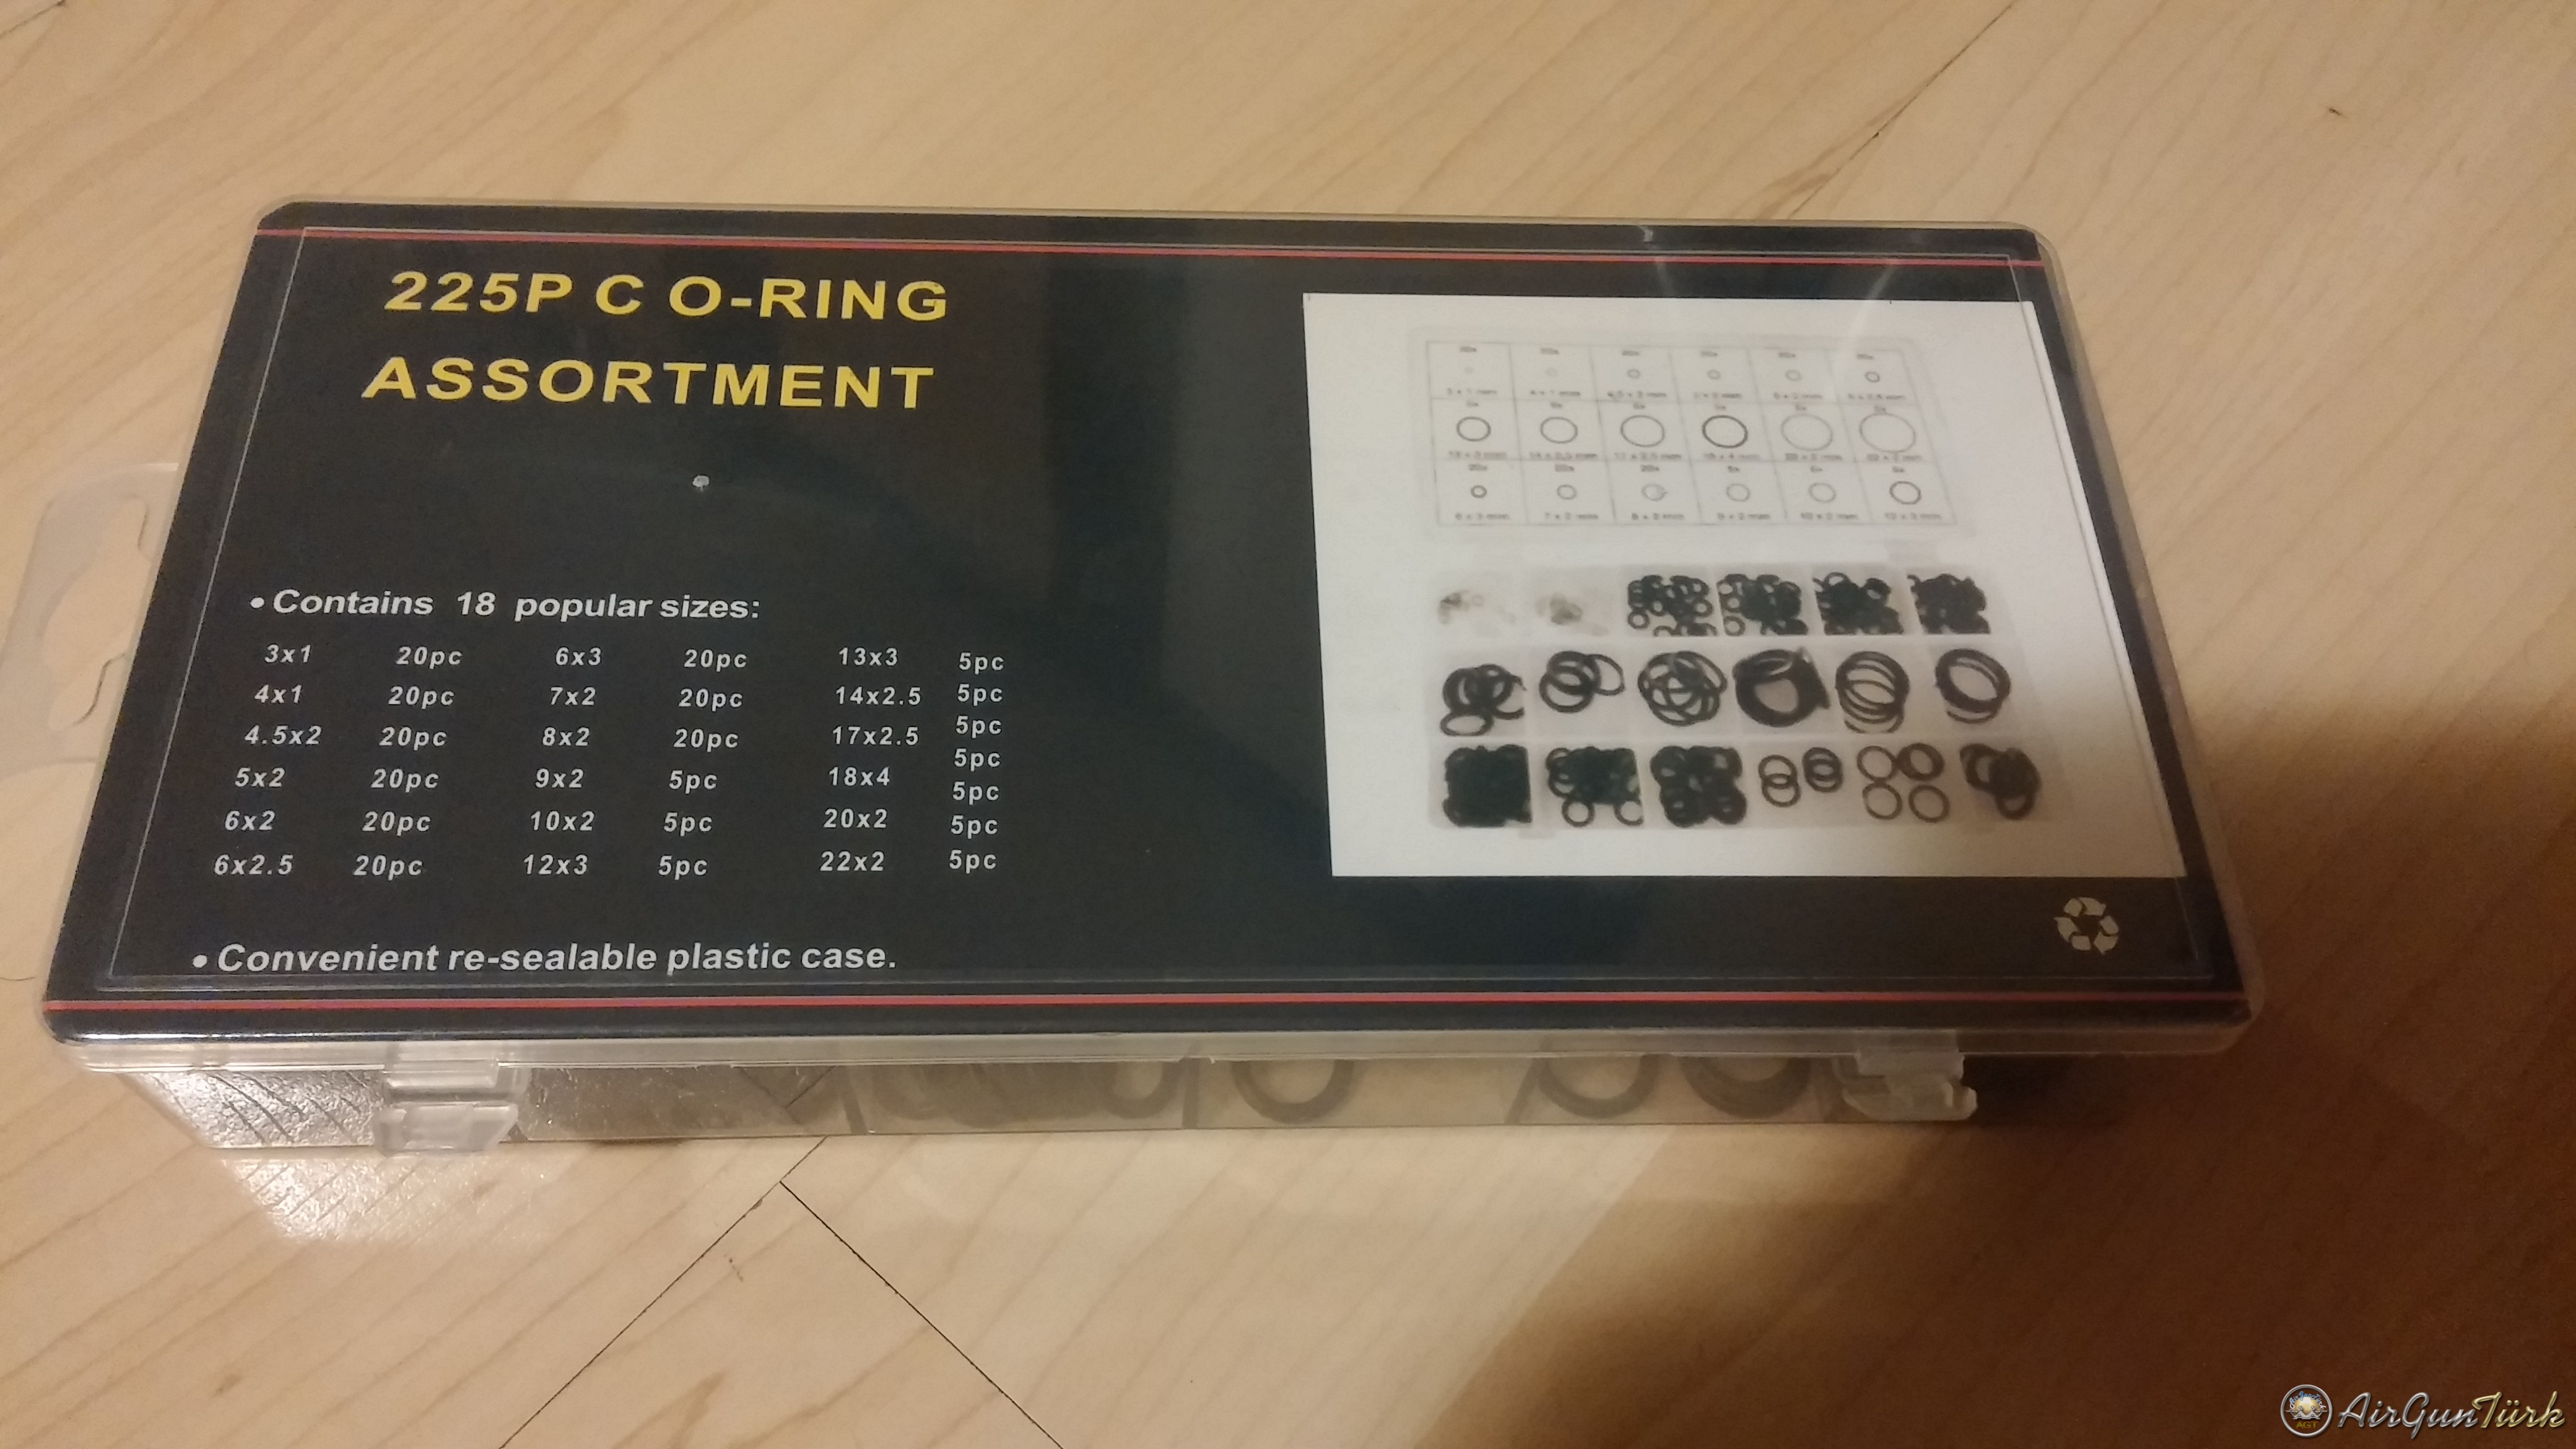 225P C O-RING
ASSORTMENT
• Contains 18 popular sizes:
3x1 20pc 6x3 20pc 13x3 5pc
4x1 20pc 7x2 20pc 14x2.5 5pc
5pc
4.5x2 20pc 8x2 20pc 17x2.5
5pc
5x2 20pc 9x2 5pc 18x4
5pc
6x2 20pc 10x2 5pc 20x2 5pc
6x2.5 20pc 12x3 5pc 22x2 5pc
• Convenient re-sealable plastic case.
AirGunTürk